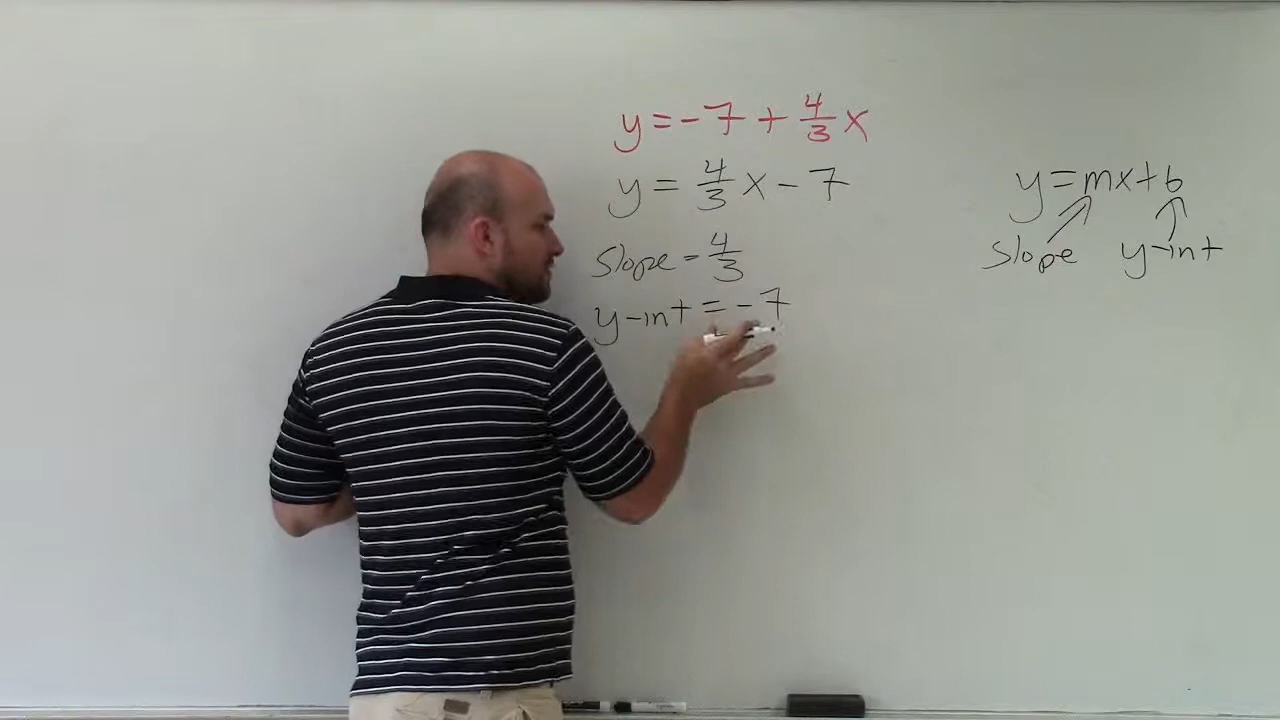 y = -7 + 4/3 x
y = 4/3 x - 7
slope = 4/3
y-int = -7
y = mx + b
slope y-int